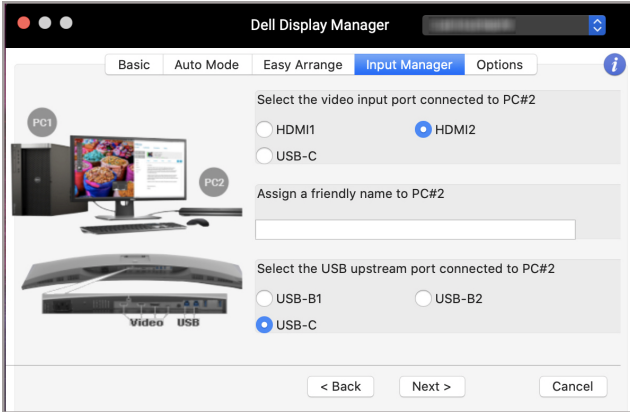 Dell Display Manager
Basic
Auto Mode
Easy Arrange
Input Manager
Options
i
Select the video input port connected to PC#2
HDMI1
HDMI2
USB-C
Assign a friendly name to PC#2
Select the USB upstream port connected to PC#2
USB-B1
USB-B2
USB-C
PC1
PC2
Video
USB
< Back
Next >
Cancel